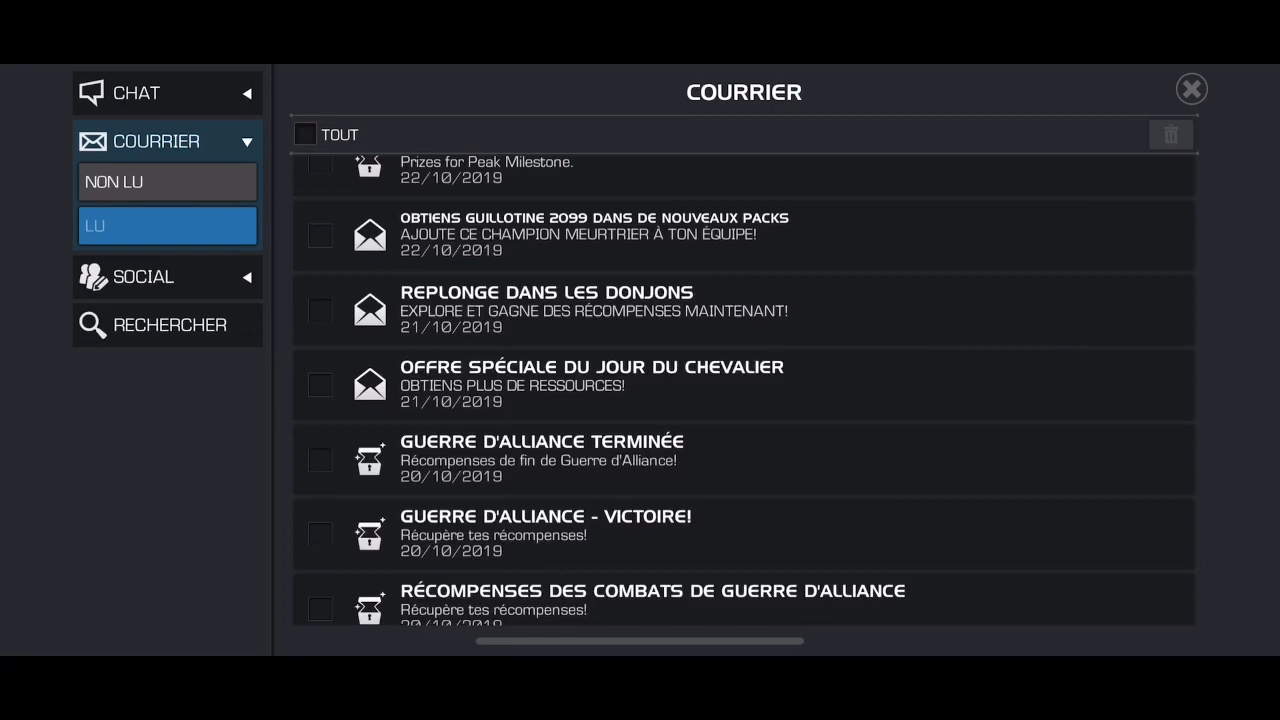 CHAT
COURRIER
NON LU
LU
SOCIAL
RECHERCHER
COURRIER
TOUT
Prizes for Peak Milestone.
22/10/2019
OBTIENS GUILLOTINE 2099 DANS DE NOUVEAUX PACKS
AJOUTE CE CHAMPION MEURTRIER À TON ÉQUIPE!
22/10/2019
REPLONGE DANS LES DONJONS
EXPLORE ET GAGNE DES RÉCOMPENSES MAINTENANT!
21/10/2019
OFFRE SPÉCIALE DU JOUR DU CHEVALIER
OBTIENS PLUS DE RESSOURCES!
21/10/2019
GUERRE D'ALLIANCE TERMINÉE
Récompenses de fin de Guerre d'Alliance!
20/10/2019
GUERRE D'ALLIANCE - VICTOIRE!
Récupère tes récompenses!
20/10/2019
RÉCOMPENSES DES COMBATS DE GUERRE D'ALLIANCE
Récupère tes récompenses!
20/10/2019